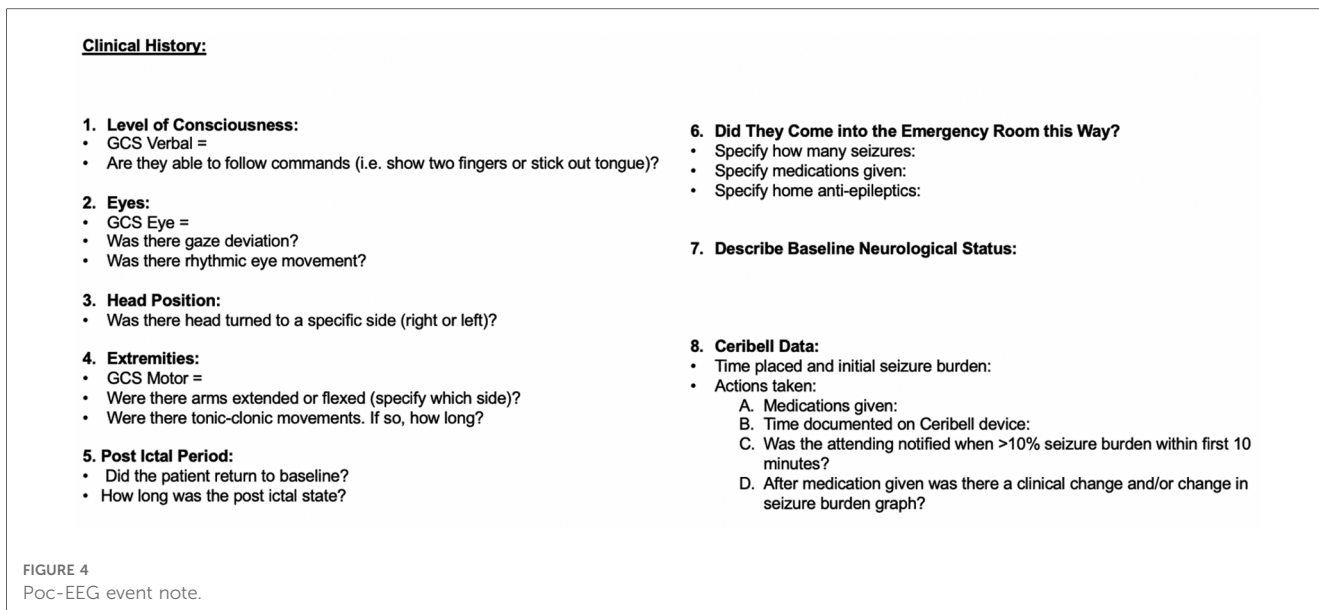 Clinical History:
1. Level of Consciousness:
• GCS Verbal =
• Are they able to follow commands (i.e. show two fingers or stick out tongue)?
2. Eyes:
• GCS Eye =
• Was there gaze deviation?
• Was there rhythmic eye movement?
3. Head Position:
• Was there head turned to a specific side (right or left)?
4. Extremities:
• GCS Motor =
• Were there arms extended or flexed (specify which side)?
• Were there tonic-clonic movements. If so, how long?
5. Post Ictal Period:
• Did the patient return to baseline?
• How long was the post ictal state?
6. Did They Come into the Emergency Room this Way?
• Specify how many seizures:
• Specify medications given:
• Specify home anti-epileptics:
7. Describe Baseline Neurological Status:
8. Ceribell Data:
• Time placed and initial seizure burden:
• Actions taken:
A. Medications given:
B. Time documented on Ceribell device:
C. Was the attending notified when >10% seizure burden within first 10
minutes?
D. After medication given was there a clinical change and/or change in
seizure burden graph?
FIGURE 4
Poc-EEG event note.